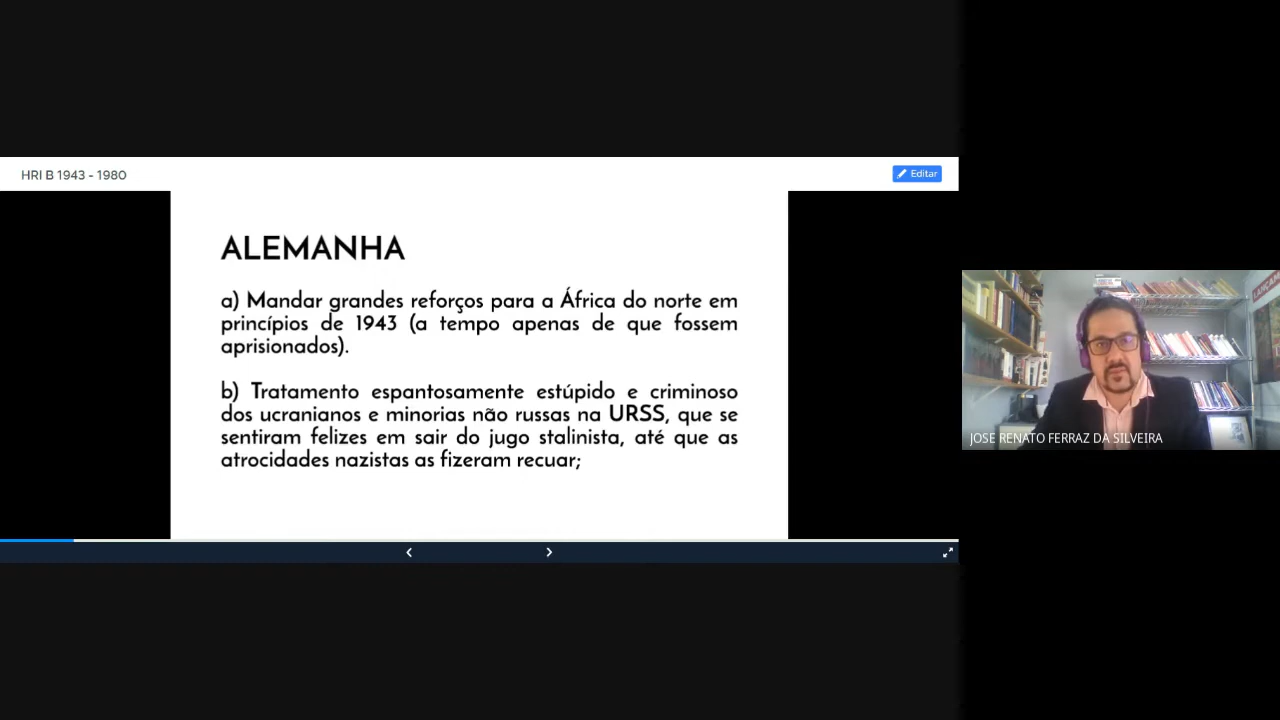 HRI B 1943 - 1980
Editar
ALEMANHA
a) Mandar grandes reforços para a África do norte em
princípios de 1943 (a tempo apenas de que fossem
aprisionados).
b) Tratamento espantosamente estúpido e criminoso
dos ucranianos e minorias não russas na URSS, que se
sentiram felizes em sair do jugo stalinista, até que as
atrocidades nazistas as fizeram recuar;
JOSE RENATO FERRAZ DA SILVEIRA